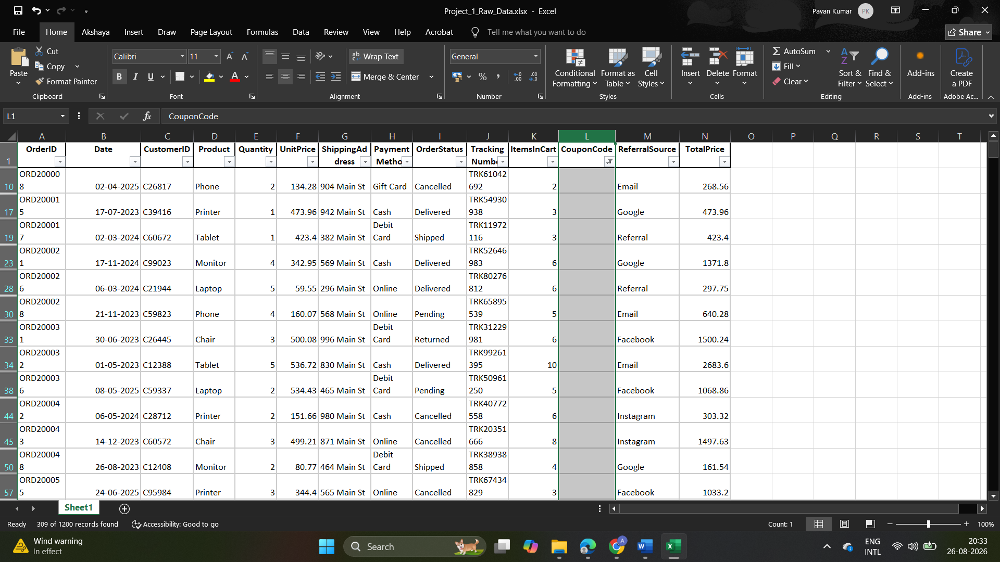 Project_1_Raw_Data.xlsx - Excel
Pavan Kumar PK
File Home Akshaya Insert Draw Page Layout Formulas Data Review View Help Acrobat Tell me what you want to do Share
Paste Cut Copy Format Painter Clipboard
Calibri 11 A A B I U A Font
ab Wrap Text Merge & Center Alignment
General % , Number
Conditional Formatting Format as Table Cell Styles Styles
Insert Delete Format Cells
AutoSum Fill Clear Sort & Filter Find & Select Editing
Add-ins Add-ins
Create a PDF Adobe Ac...
L1 fx CouponCode
A B C D E F G H I J K L M N O P Q R S T
1 OrderID Date CustomerID Product Quantity UnitPrice ShippingAddress Payment Metho OrderStatus Tracking Numb ItemsInCart CouponCode ReferralSource TotalPrice
10 ORD200008 02-04-2025 C26817 Phone 2 134.28 904 Main St Gift Card Cancelled TRK61042692 2 Email 268.56
17 ORD200015 17-07-2023 C39416 Printer 1 473.96 942 Main St Cash Delivered TRK54930938 3 Google 473.96
19 ORD200017 02-03-2024 C60672 Tablet 1 423.4 382 Main St Debit Card Shipped TRK11972116 3 Referral 423.4
23 ORD200021 17-11-2024 C99023 Monitor 4 342.95 569 Main St Cash Delivered TRK52646983 6 Google 1371.8
28 ORD200026 06-03-2024 C21944 Laptop 5 59.55 296 Main St Online Delivered TRK80276812 6 Referral 297.75
30 ORD200028 21-11-2023 C59823 Phone 4 160.07 568 Main St Online Pending TRK65895539 5 Email 640.28
33 ORD200031 30-06-2023 C26445 Chair 3 500.08 996 Main St Debit Card Returned TRK31229981 6 Facebook 1500.24
34 ORD200032 01-05-2023 C12388 Tablet 5 536.72 830 Main St Cash Delivered TRK99261395 10 Email 2683.6
38 ORD200036 08-05-2025 C59337 Laptop 2 534.43 465 Main St Debit Card Pending TRK50961250 5 Facebook 1068.86
44 ORD200042 06-05-2024 C28712 Printer 2 151.66 980 Main St Cash Cancelled TRK40772558 6 Instagram 303.32
45 ORD200043 14-12-2023 C60572 Chair 3 499.21 871 Main St Online Cancelled TRK20351666 8 Instagram 1497.63
50 ORD200048 26-08-2023 C12408 Monitor 2 80.77 464 Main St Debit Card Shipped TRK38938858 4 Google 161.54
57 ORD200055 24-06-2025 C95984 Printer 3 344.4 565 Main St Online Cancelled TRK67434829 3 Facebook 1033.2
Sheet1
Ready 309 of 1200 records found Accessibility: Good to go Count: 1 100%
Wind warning
In effect
Search
ENG
INTL
20:33
26-08-2026